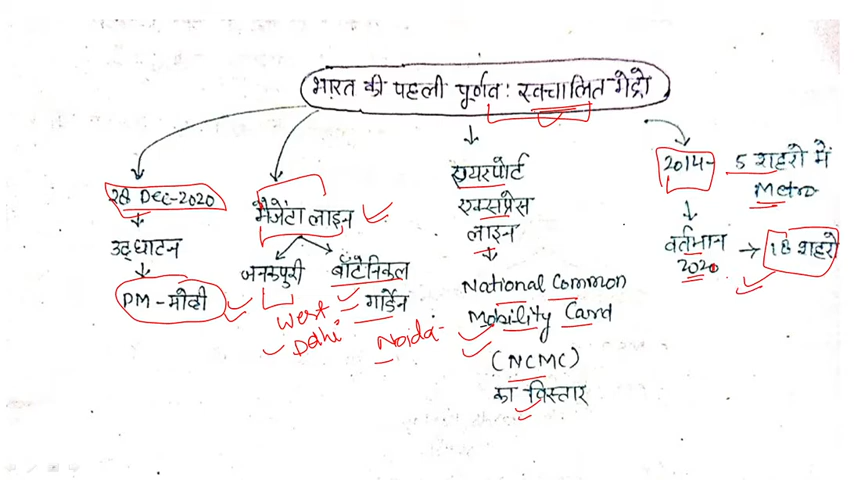 भारत की पहली पूर्णत: स्वचालित मेट्रो
28 DEC-2020
उद्घाटन
PM-मोदी
मैजेंटा लाइन
जनकपुरी
West
Delhi
बॉटेनिकल
गार्डन
Noida
एयरपोर्ट
एक्सप्रेस
लाइन
National Common
Mobility Card
(NCMC)
का विस्तार
2014- 5 शहरो में
Metro
वर्तमान
2020
18 शहरो